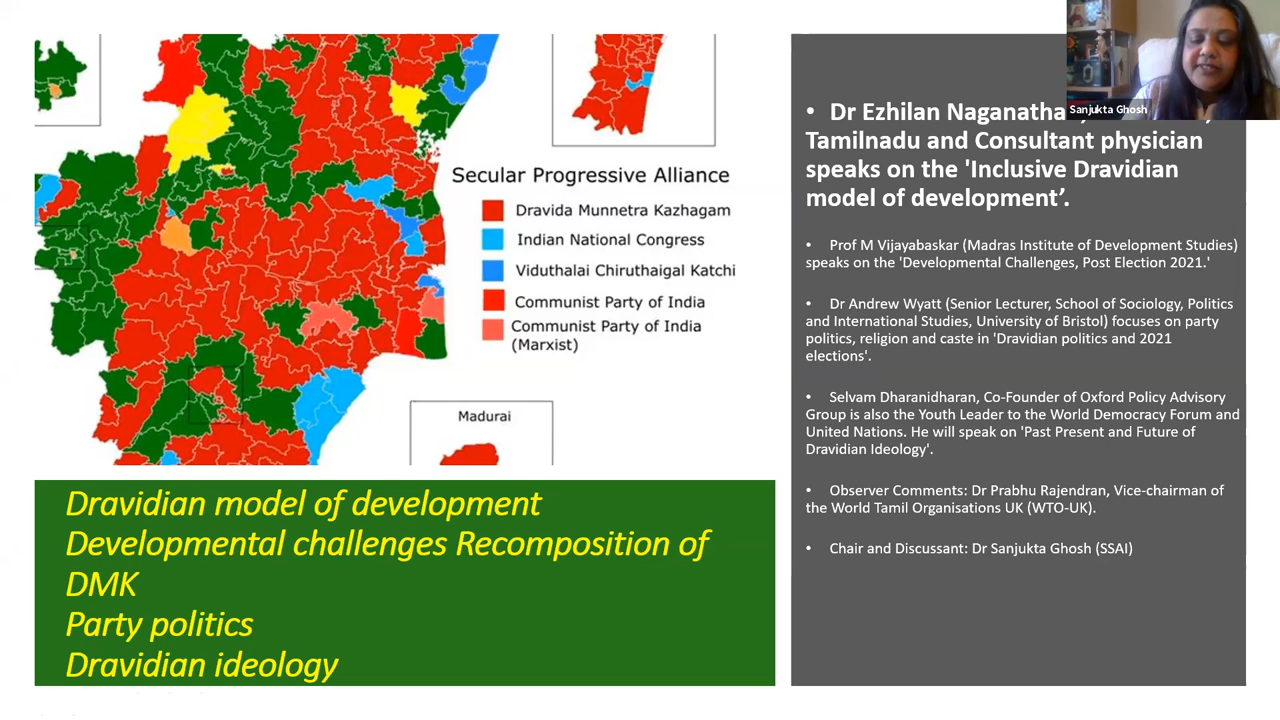 Secular Progressive Alliance
Dravida Munnetra Kazhagam
Indian National Congress
Viduthalai Chiruthaigal Katchi
Communist Party of India
Communist Party of India
(Marxist)
Madurai
Dravidian model of development
Developmental challenges Recomposition of
DMK
Party politics
Dravidian ideology
Sanjukta Ghosh
• Dr Ezhilan
Tamilnadu and Consultant physician
speaks on the 'Inclusive Dravidian
model of development’.
• Prof M Vijayabaskar (Madras Institute of Development Studies)
speaks on the 'Developmental Challenges, Post Election 2021.'
• Dr Andrew Wyatt (Senior Lecturer, School of Sociology, Politics
and International Studies, University of Bristol) focuses on party
politics, religion and caste in 'Dravidian politics and 2021
elections'.
• Selvam Dharanidharan, Co-Founder of Oxford Policy Advisory
Group is also the Youth Leader to the World Democracy Forum and
United Nations. He will speak on 'Past Present and Future of
Dravidian Ideology'.
• Observer Comments: Dr Prabhu Rajendran, Vice-chairman of
the World Tamil Organisations UK (WTO-UK).
• Chair and Discussant: Dr Sanjukta Ghosh (SSAI)